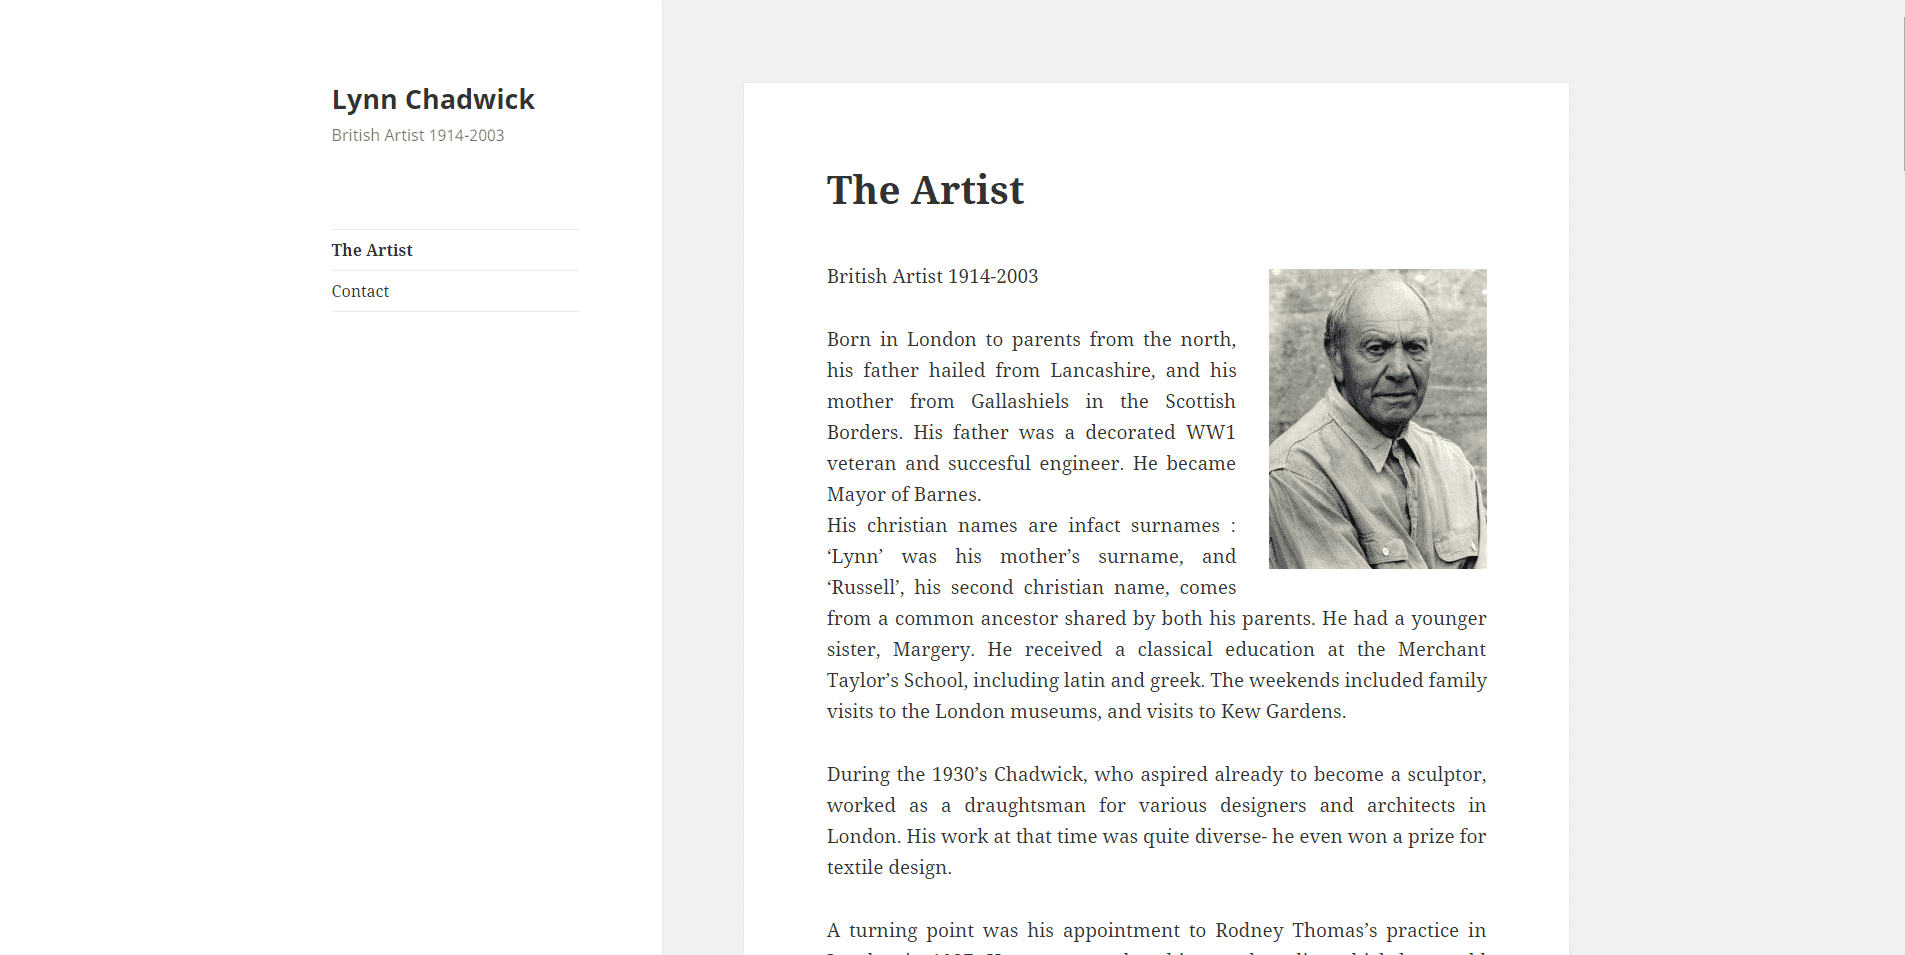 Lynn Chadwick
British Artist 1914-2003
The Artist
Contact
The Artist
British Artist 1914-2003
Born in London to parents from the north,
his father hailed from Lancashire, and his
mother from Gallashiels in the Scottish
Borders. His father was a decorated WW1
veteran and succesful engineer. He became
Mayor of Barnes.
His christian names are infact surnames :
‘Lynn’ was his mother’s surname, and
‘Russell’, his second christian name, comes
from a common ancestor shared by both his parents. He had a younger
sister, Margery. He received a classical education at the Merchant
Taylor’s School, including latin and greek. The weekends included family
visits to the London museums, and visits to Kew Gardens.
During the 1930’s Chadwick, who aspired already to become a sculptor,
worked as a draughtsman for various designers and architects in
London. His work at that time was quite diverse- he even won a prize for
textile design.
A turning point was his appointment to Rodney Thomas’s practice in